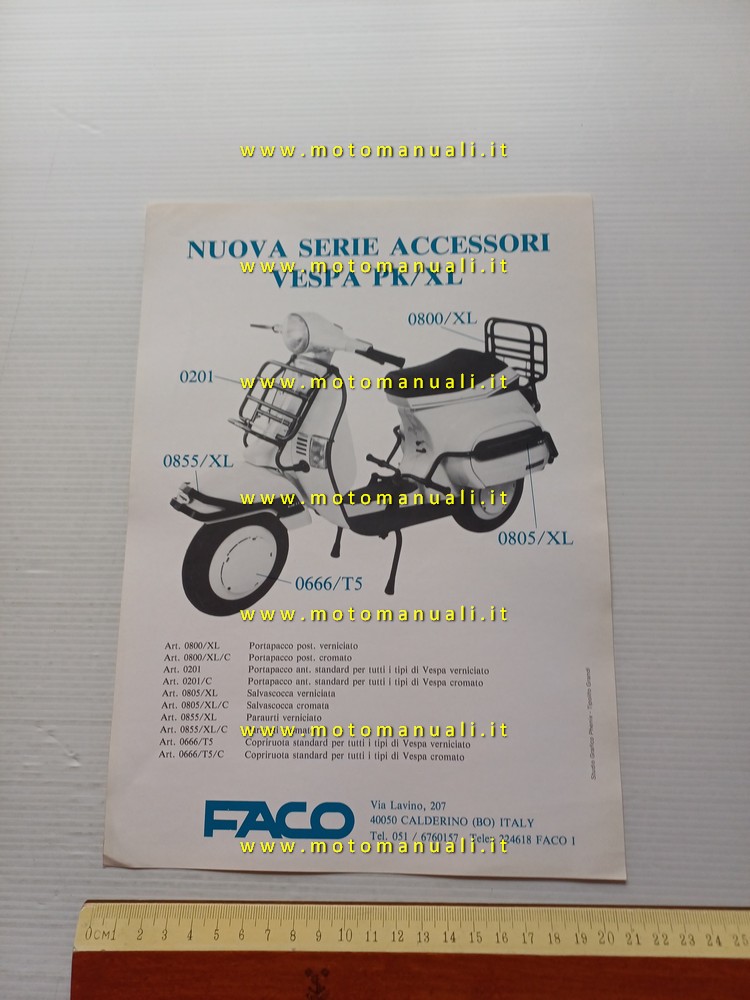 www.motomanuali.it
NUOVA SERIE ACCESSORI
www.motomanuali.it
VESPA PK/XL
0800/XL
0201
www.motomanuali.it
0855/XL
www.motomanuali.it
0805/XL
0666/T5
www.motomanuali.it
Art. 0800/XL Portapacco post. verniciato
Art. 0800/XL/C Portapacco post. cromato
Art. 0201 Portapacco ant. standard per tutti i tipi di Vespa verniciato
Art. 0201/C Portapacco ant. standard per tutti i tipi di Vespa cromato
Art. 0805/XL Salvascocca verniciata
Art. 0805/XL/C Salvascocca cromata
Art. 0855/XL Paraurti verniciato
Art. 0855/XL/C
www.motomanuali.it
Art. 0666/T5 Copriruota standard per tutti i tipi di Vespa verniciato
Art. 0666/T5/C Copriruota standard per tutti i tipi di Vespa cromato
Studio Grafico Pharra - Tipolito Grandi
FACO
Via Lavino, 207
40050 CALDERINO (BO) ITALY
Tel. 051 / 6760157 Telex 224618 FACO I
www.motomanuali.it
0CM1 2 3 4 5 6 7 8 9 10 11 12 13 14 15 16 17 18 19 20 21 22 23 24 25